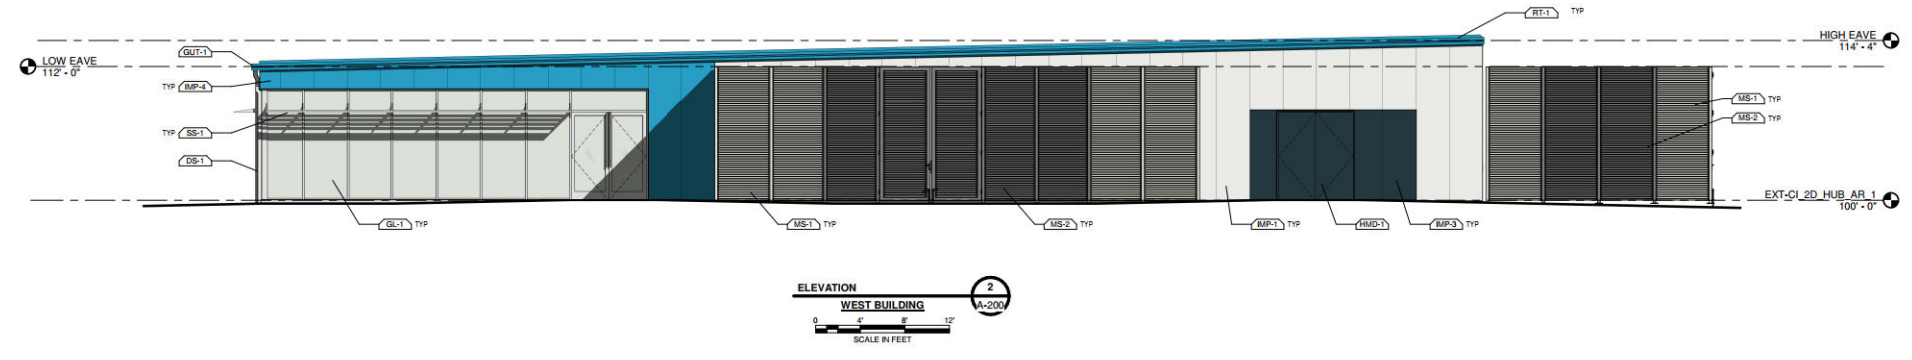 RT-1 TYP
GUT-1
HIGH EAVE
114' - 4"
LOW EAVE
112' - 0"
TYP IMP-4
MS-1 TYP
MS-2 TYP
TYP SS-1
DS-1
EXT-CI_2D_HUB_AR_1
100' - 0"
GL-1 TYP
MS-1 TYP
MS-2 TYP
IMP-1 TYP
HMD-1
IMP-3 TYP
ELEVATION
2
WEST BUILDING
A-200
0 4' 8' 12'
SCALE IN FEET